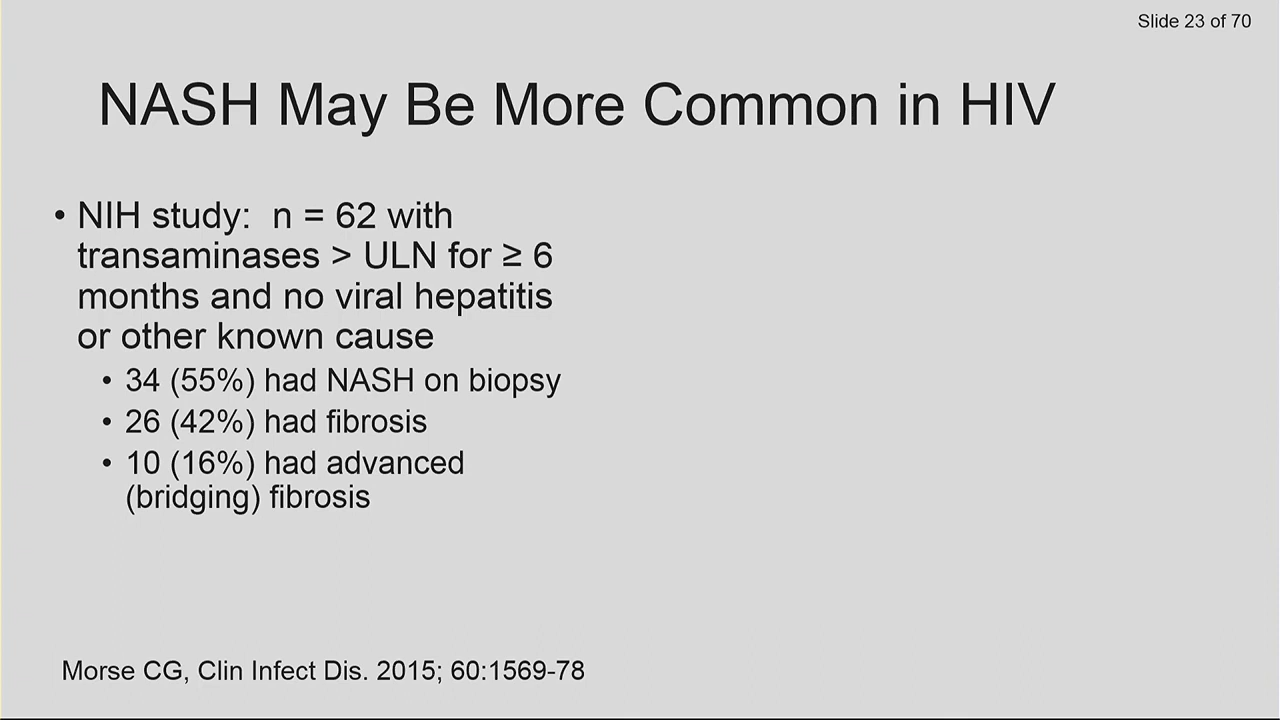 Slide 23 of 70
NASH May Be More Common in HIV
• NIH study:  n = 62 with
transaminases > ULN for ≥ 6
months and no viral hepatitis
or other known cause
• 34 (55%) had NASH on biopsy
• 26 (42%) had fibrosis
• 10 (16%) had advanced
(bridging) fibrosis
Morse CG, Clin Infect Dis. 2015; 60:1569-78